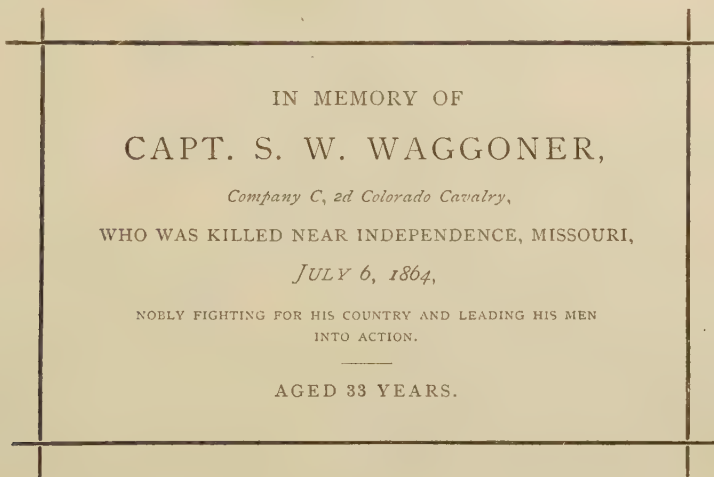 IN MEMORY OF
CAPT. S. W. WAGGONER,
Company C, 2d Colorado Cavalry,
WHO WAS KILLED NEAR INDEPENDENCE, MISSOURI,
JULY 6, 1864,
NOBLY FIGHTING FOR HIS COUNTRY AND LEADING HIS MEN
INTO ACTION.
AGED 33 YEARS.